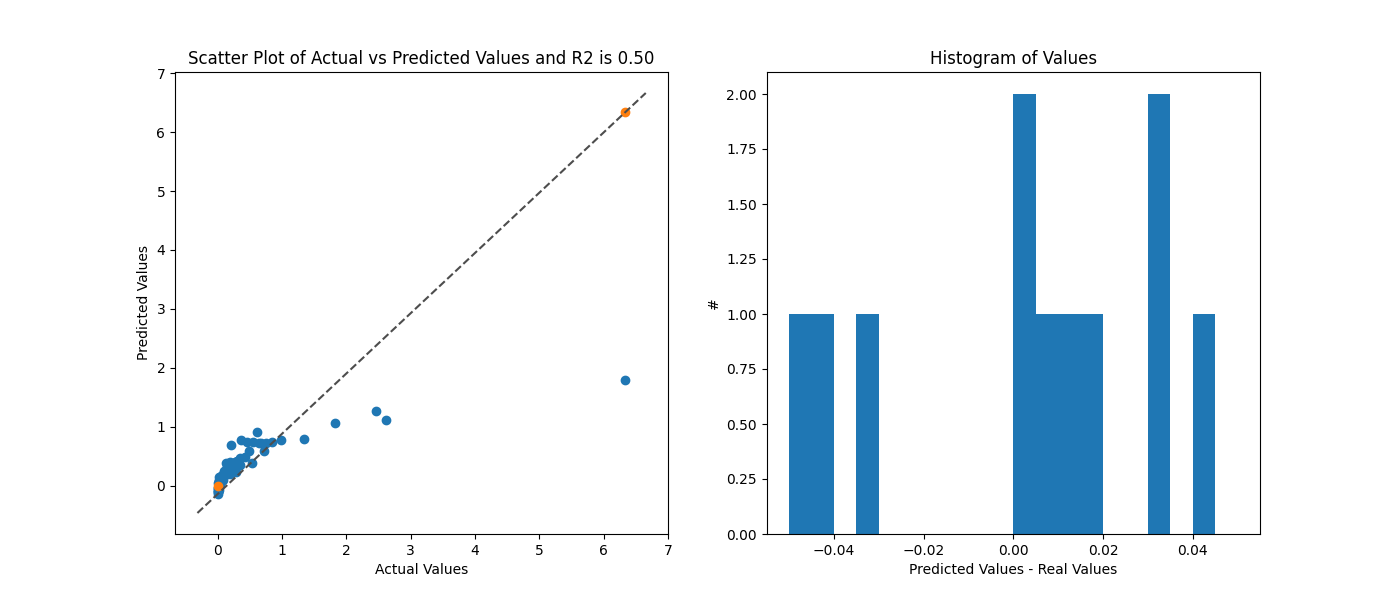 Scatter Plot of Actual vs Predicted Values and R2 is 0.50
7
6
5
4
3
2
1
0
Predicted Values
0 1 2 3 4 5 6 7
Actual Values
Histogram of Values
2.00
1.75
1.50
1.25
1.00
0.75
0.50
0.25
0.00
#
−0.04 −0.02 0.00 0.02 0.04
Predicted Values - Real Values